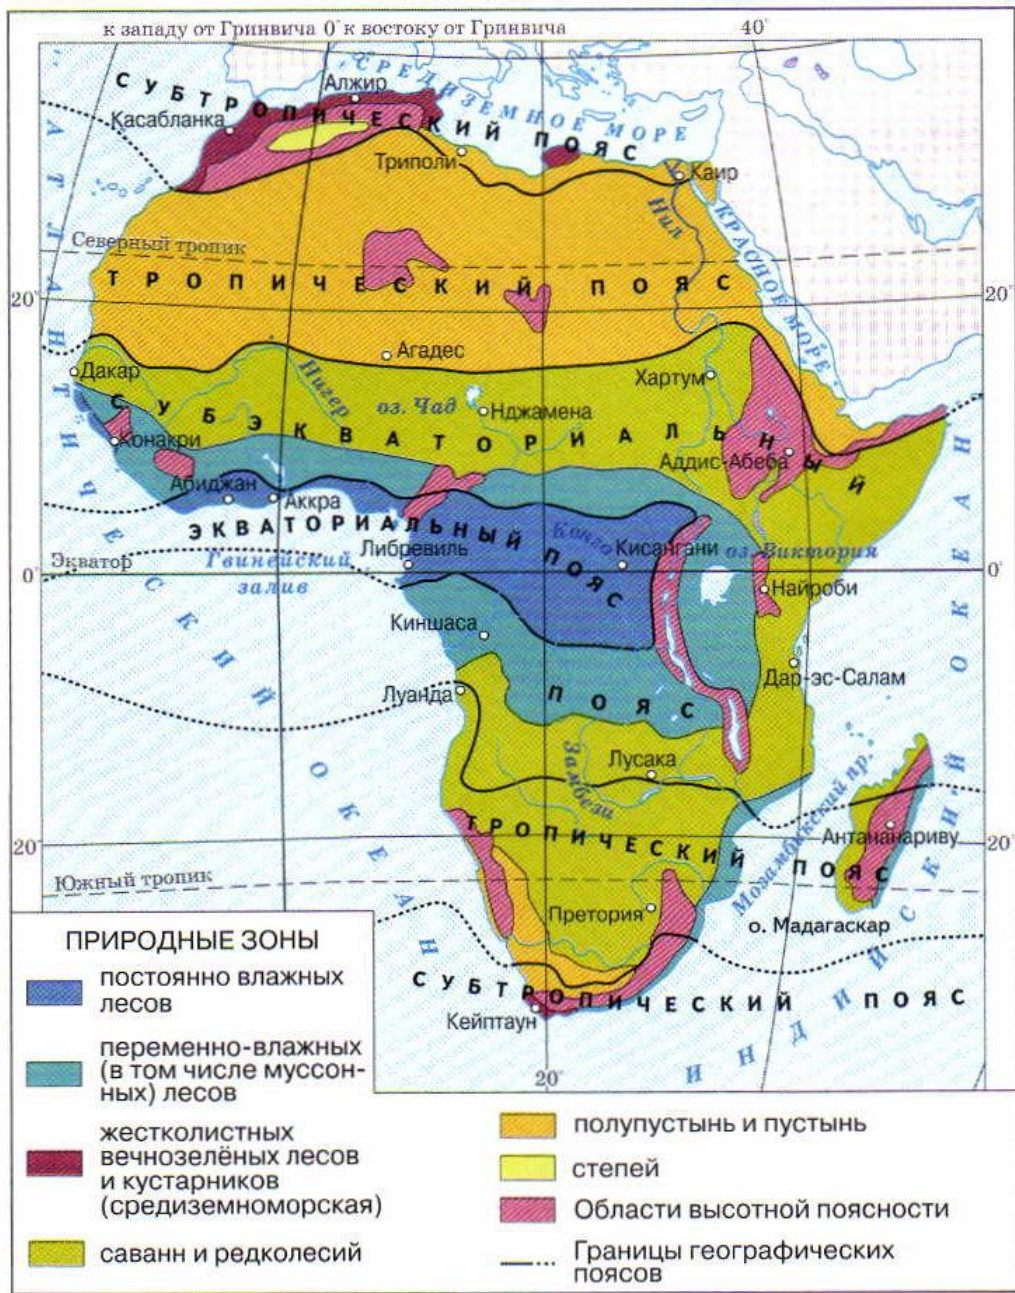 к западу от Гринвича 0° к востоку от Гринвича
40°
СУБТРОПИЧЕСКИЙ ПОЯС
СРЕДИЗЕМНОЕ МОРЕ
Алжир
Касабланка
Триполи
Каир
Нил
КРАСНОЕ МОРЕ
АТЛАНТИЧЕСКИЙ ОКЕАН
Северный тропик
ТРОПИЧЕСКИЙ ПОЯС
20°
20°
Агадес
Дакар
Нигер
оз. Чад
Нджамена
Хартум
СУБЭКВАТОРИАЛЬНЫЙ
Конакри
Аддис-Абеба
Абиджан
Аккра
ЭКВАТОРИАЛЬНЫЙ ПОЯС
Экватор
Гвинейский
залив
Либревиль
Конго
Кисангани
оз. Виктория
0°
0°
Найроби
Киншаса
Луанда
ПОЯС
Дар-эс-Салам
Замбези
Лусака
Мозамбикский пр.
ТРОПИЧЕСКИЙ ПОЯС
Антананариву
20°
20°
Южный тропик
Претория
о. Мадагаскар
СУБТРОПИЧЕСКИЙ ПОЯС
Кейптаун
ИНДИЙСКИЙ ОКЕАН
20°
ПРИРОДНЫЕ ЗОНЫ
постоянно влажных
лесов
переменно-влажных
(в том числе муссон-
ных) лесов
жестколистных
вечнозелёных лесов
и кустарников
(средиземноморская)
саванн и редколесий
полупустынь и пустынь
степей
Области высотной поясности
Границы географических
поясов